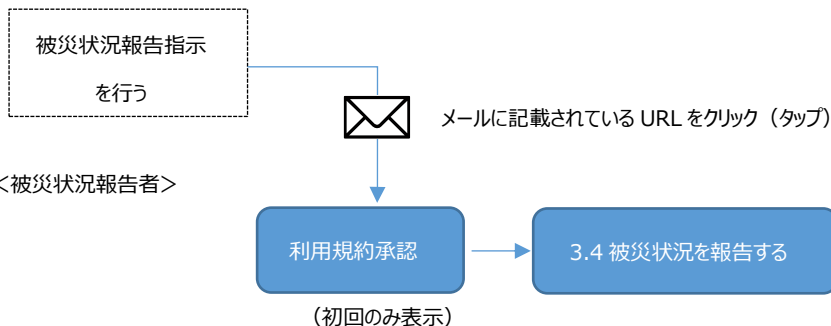 被災状況報告指示
を行う
メールに記載されている URL をクリック（タップ）
＜被災状況報告者＞
利用規約承認
3.4 被災状況を報告する
（初回のみ表示）